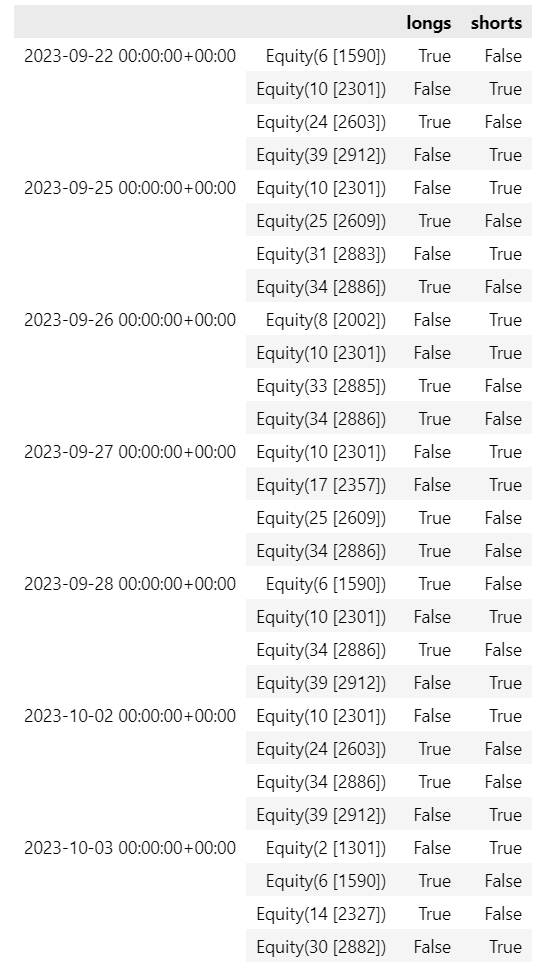 longs shorts
2023-09-22 00:00:00+00:00 Equity(6 [1590]) True False
Equity(10 [2301]) False True
Equity(24 [2603]) True False
Equity(39 [2912]) False True
2023-09-25 00:00:00+00:00 Equity(10 [2301]) False True
Equity(25 [2609]) True False
Equity(31 [2883]) False True
Equity(34 [2886]) True False
2023-09-26 00:00:00+00:00 Equity(8 [2002]) False True
Equity(10 [2301]) False True
Equity(33 [2885]) True False
Equity(34 [2886]) True False
2023-09-27 00:00:00+00:00 Equity(10 [2301]) False True
Equity(17 [2357]) False True
Equity(25 [2609]) True False
Equity(34 [2886]) True False
2023-09-28 00:00:00+00:00 Equity(6 [1590]) True False
Equity(10 [2301]) False True
Equity(34 [2886]) True False
Equity(39 [2912]) False True
2023-10-02 00:00:00+00:00 Equity(10 [2301]) False True
Equity(24 [2603]) True False
Equity(34 [2886]) True False
Equity(39 [2912]) False True
2023-10-03 00:00:00+00:00 Equity(2 [1301]) False True
Equity(6 [1590]) True False
Equity(14 [2327]) True False
Equity(30 [2882]) False True